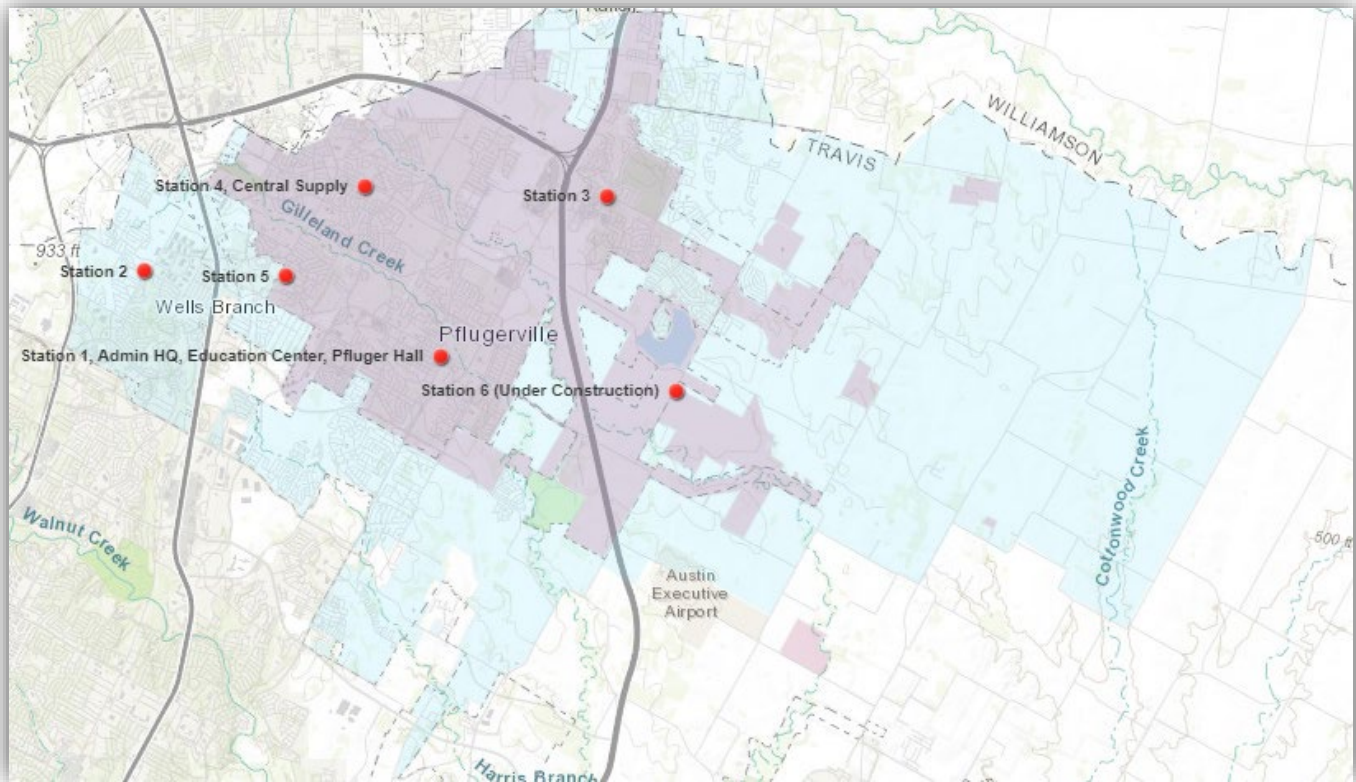 WILLIAMSON
TRAVIS
Station 4, Central Supply
Station 3
Gilleland Creek
933 ft
Station 2
Station 5
Wells Branch
Pflugerville
Station 1, Admin HQ, Education Center, Pfluger Hall
Station 6 (Under Construction)
Cottonwood Creek
Walnut Creek
500 ft
Austin
Executive
Airport
Harris Branch